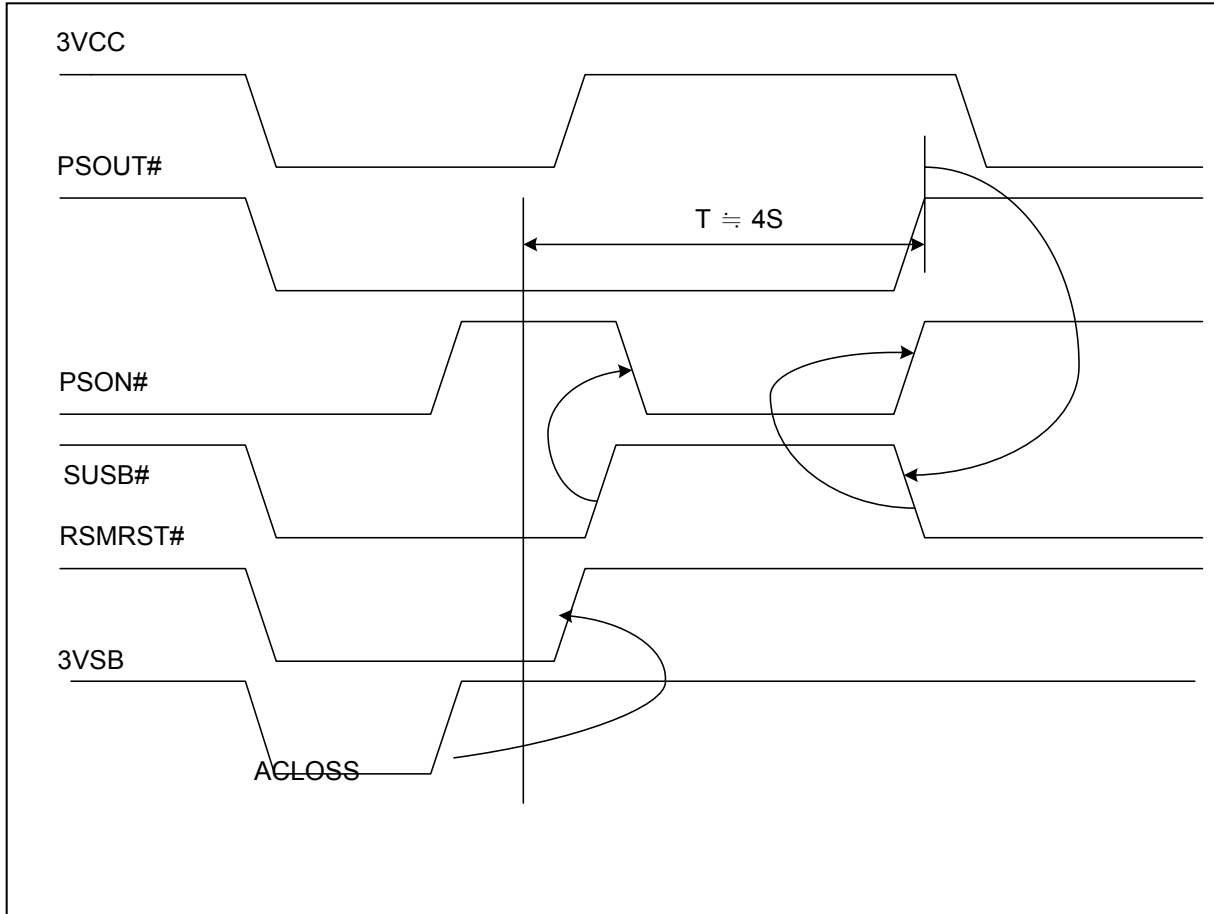 3VCC
PSOUT#
T ≒ 4S
PSON#
SUSB#
RSMRST#
3VSB
ACLOSS